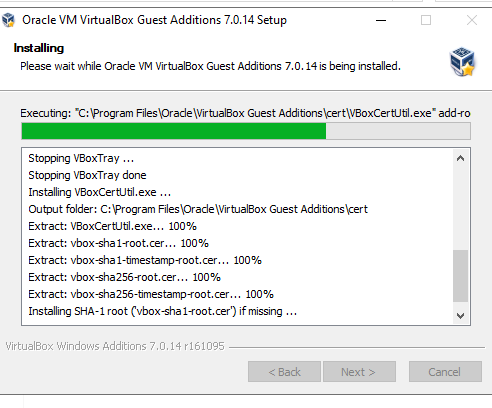 Oracle VM VirtualBox Guest Additions 7.0.14 Setup
Installing
Please wait while Oracle VM VirtualBox Guest Additions 7.0.14 is being installed.
Executing: "C:\Program Files\Oracle\VirtualBox Guest Additions\cert\VBoxCertUtil.exe" add-ro
Stopping VBoxTray ...
Stopping VBoxTray done
Installing VBoxCertUtil.exe ...
Output folder: C:\Program Files\Oracle\VirtualBox Guest Additions\cert
Extract: VBoxCertUtil.exe... 100%
Extract: vbox-sha1-root.cer... 100%
Extract: vbox-sha1-timestamp-root.cer... 100%
Extract: vbox-sha256-root.cer... 100%
Extract: vbox-sha256-timestamp-root.cer... 100%
Installing SHA-1 root ('vbox-sha1-root.cer') if missing ...
VirtualBox Windows Additions 7.0.14 r161095
< Back
Next >
Cancel